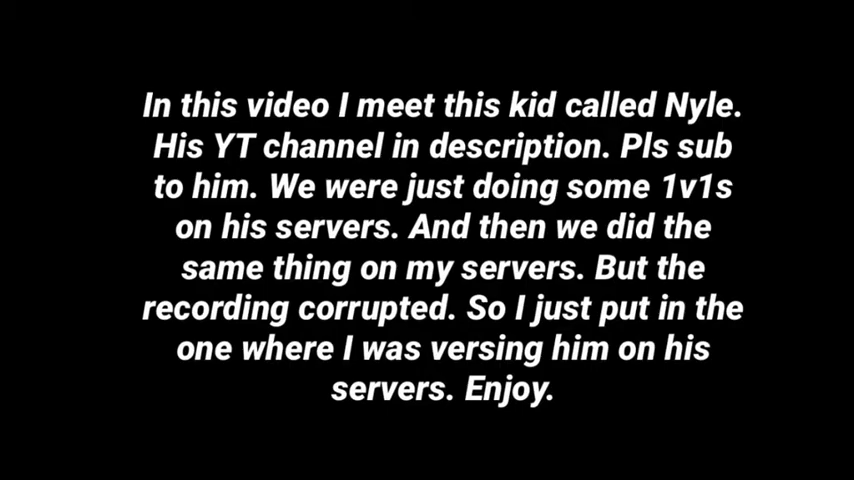 In this video I meet this kid called Nyle.
His YT channel in description. Pls sub
to him. We were just doing some 1v1s
on his servers. And then we did the
same thing on my servers. But the
recording corrupted. So I just put in the
one where I was versing him on his
servers. Enjoy.